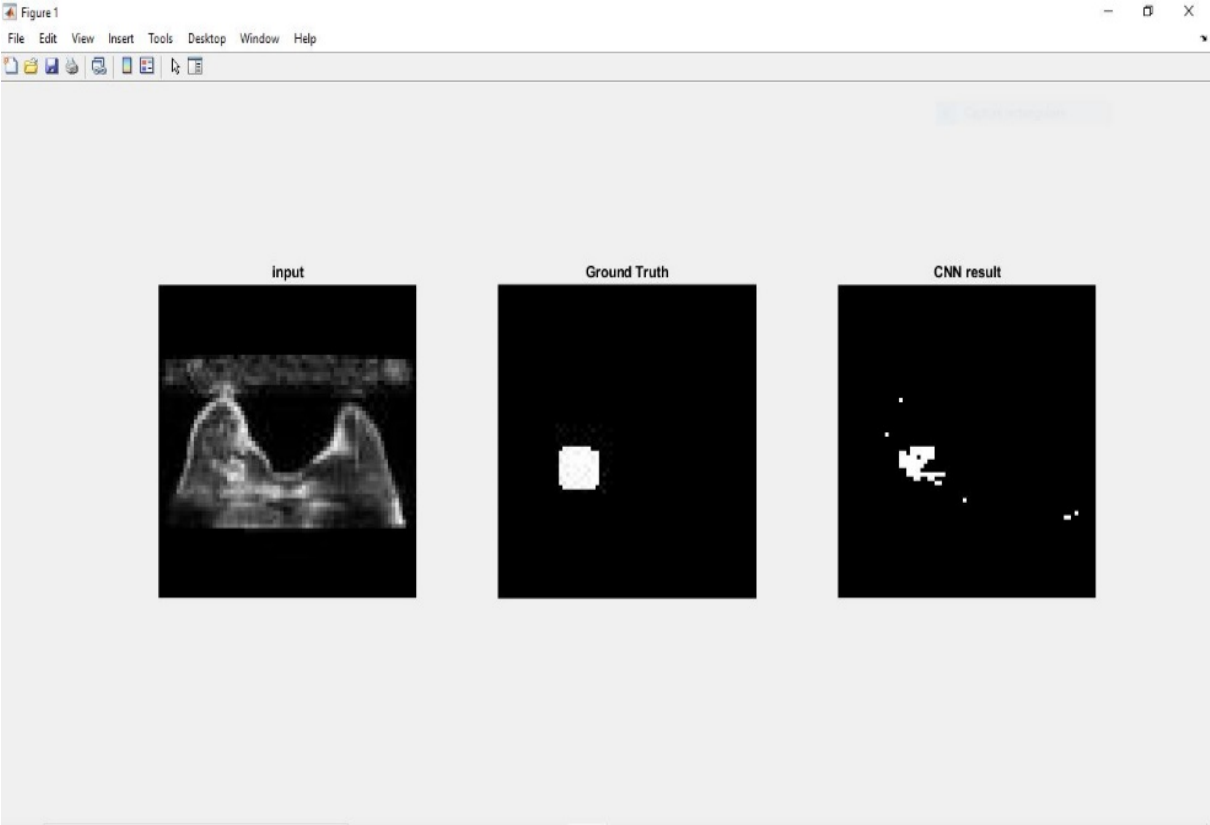 Figure 1
File Edit View Insert Tools Desktop Window Help
input
Ground Truth
CNN result